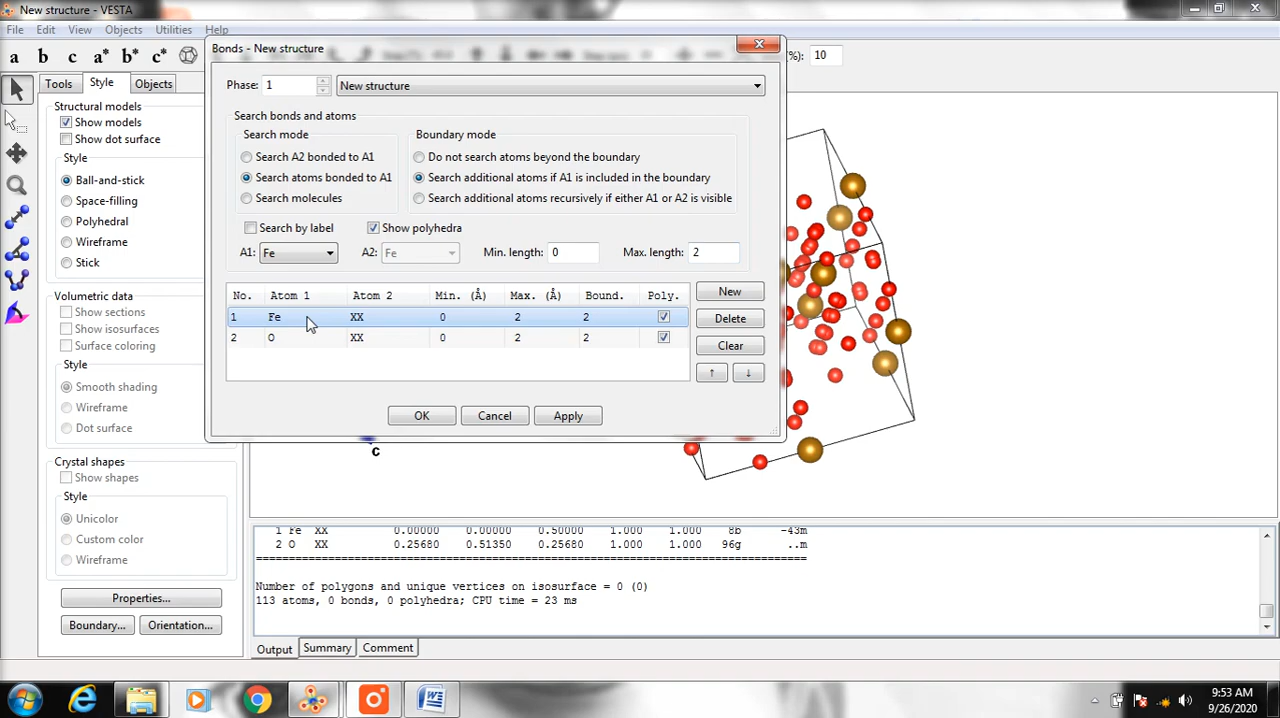 New structure - VESTA
File Edit View Objects Utilities Help
a b c a* b* c*
(%): 10
Tools Style Objects
Structural models
Show models
Show dot surface
Style
Ball-and-stick
Space-filling
Polyhedral
Wireframe
Stick
Volumetric data
Show sections
Show isosurfaces
Surface coloring
Style
Smooth shading
Wireframe
Dot surface
Crystal shapes
Show shapes
Style
Unicolor
Custom color
Wireframe
Properties...
Boundary... Orientation...
Bonds - New structure
Phase: 1 New structure
Search bonds and atoms
Search mode
Search A2 bonded to A1
Search atoms bonded to A1
Search molecules
Boundary mode
Do not search atoms beyond the boundary
Search additional atoms if A1 is included in the boundary
Search additional atoms recursively if either A1 or A2 is visible
Search by label Show polyhedra
A1: Fe A2: Fe Min. length: 0 Max. length: 2
No. Atom 1 Atom 2 Min. (Å) Max. (Å) Bound. Poly.
1 Fe XX 0 2 2
2 O XX 0 2 2
New
Delete
Clear
↑ ↓
OK Cancel Apply
c
1 Fe XX 0.00000 0.00000 0.50000 1.000 1.000 8b -43m
2 O XX 0.25680 0.51350 0.25680 1.000 1.000 96g ..m
================================================================================
Number of polygons and unique vertices on isosurface = 0 (0)
113 atoms, 0 bonds, 0 polyhedra; CPU time = 23 ms
Output Summary Comment
9:53 AM
9/26/2020